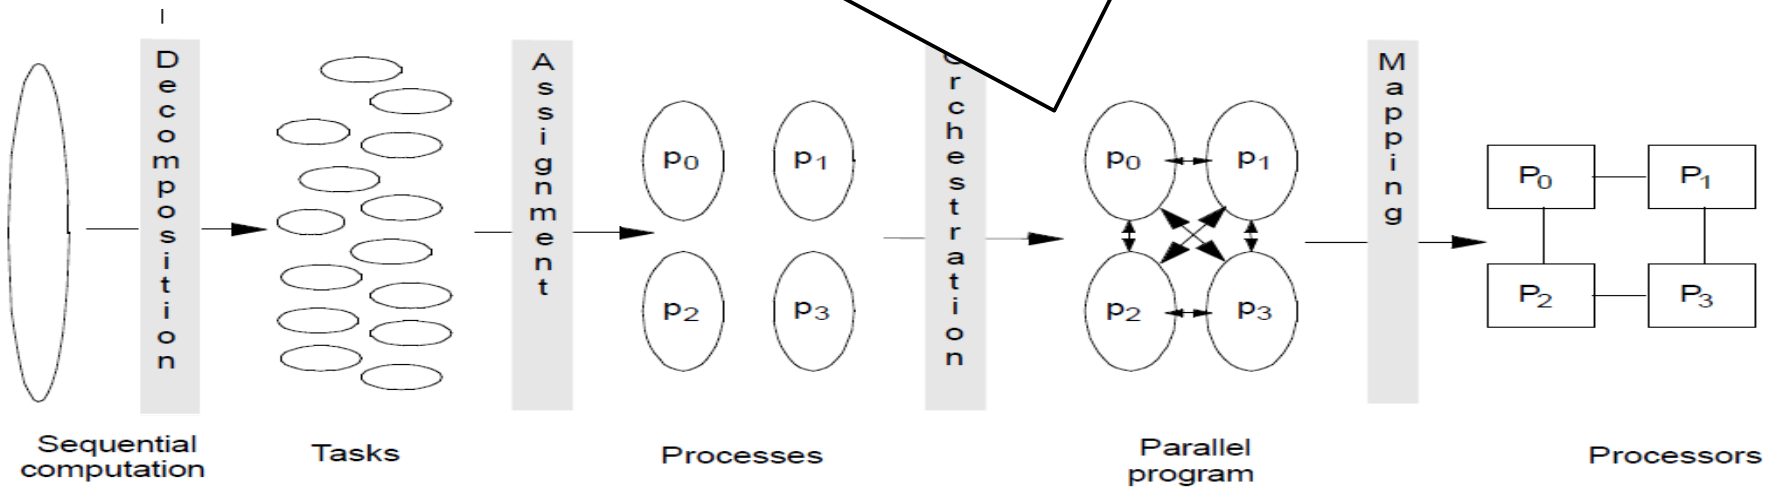 Decomposition
Assignment
Orchestration
Mapping
p0
p1
p2
p3
p0
p1
p2
p3
P0
P1
P2
P3
Sequential
computation
Tasks
Processes
Parallel
program
Processors